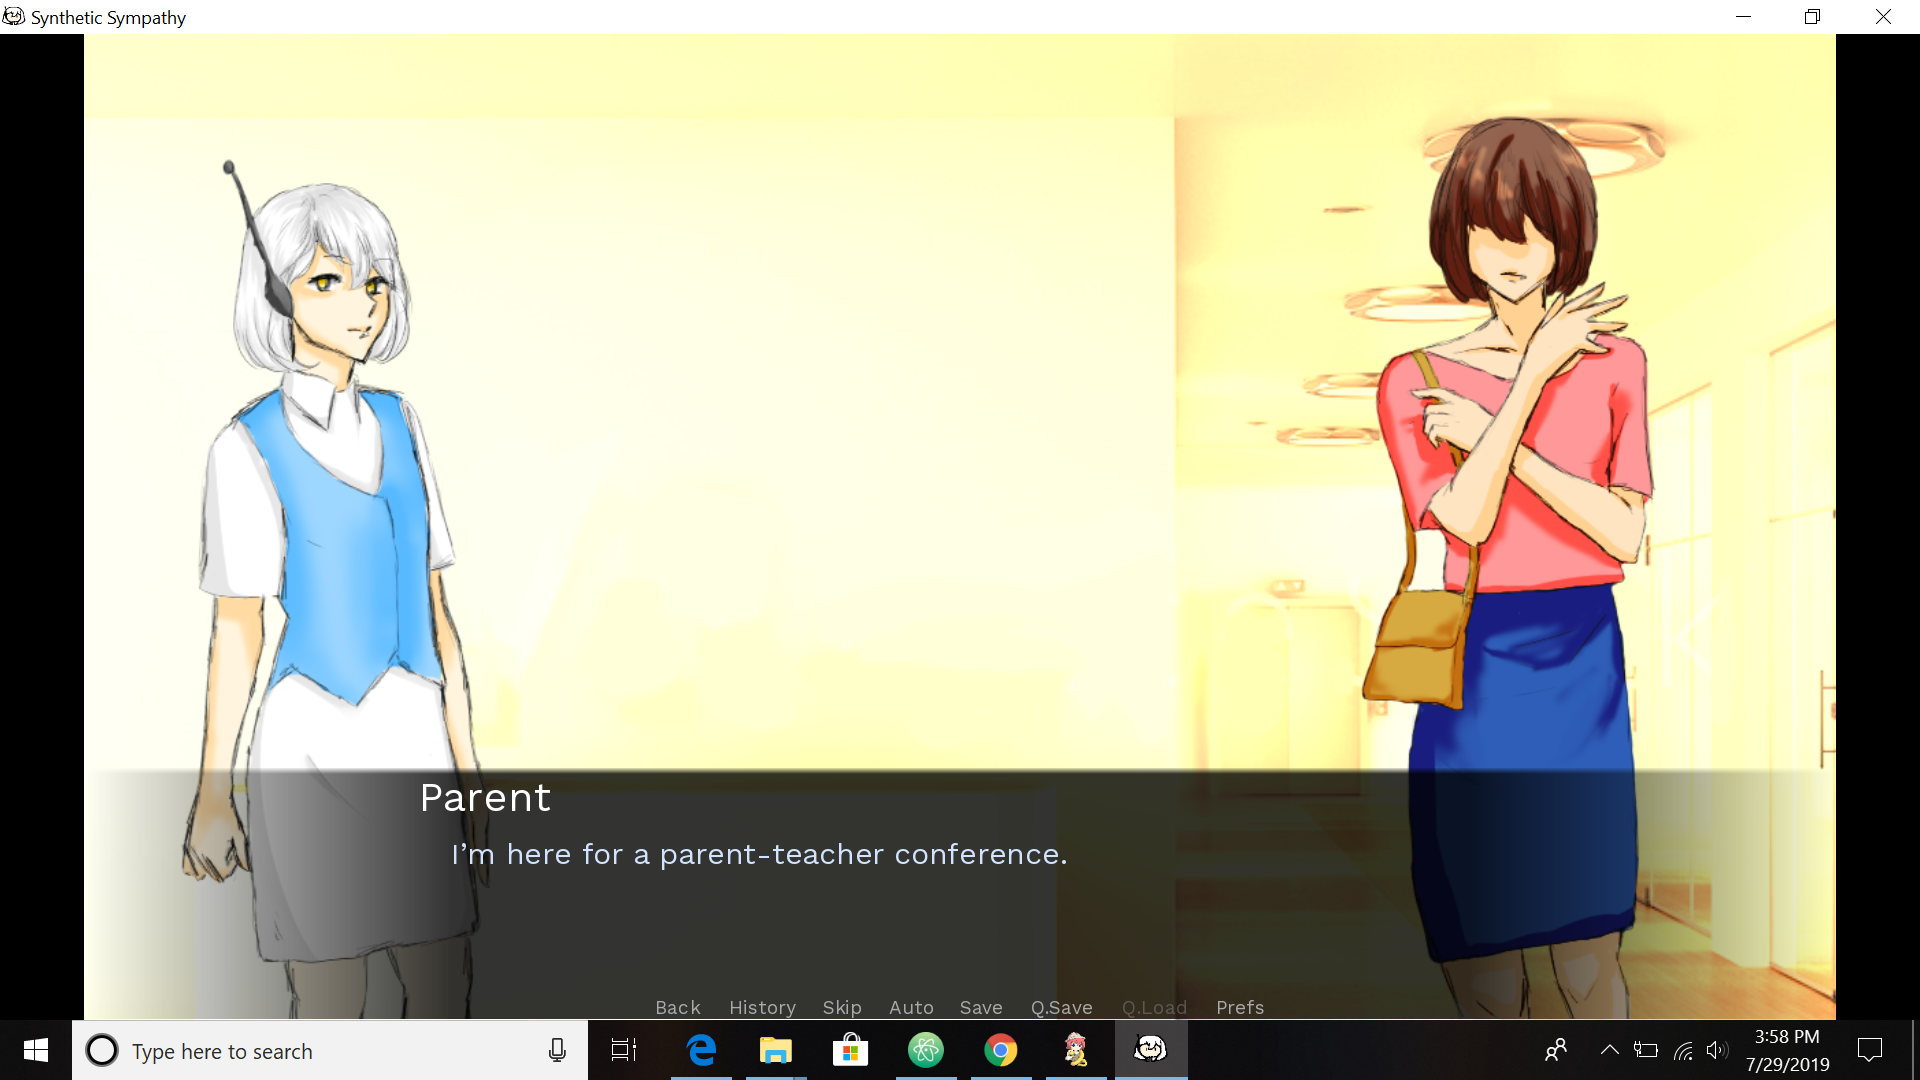 Synthetic Sympathy
Parent
I'm here for a parent-teacher conference.
Back History Skip Auto Save Q.Save Q.Load Prefs
Type here to search
3:58 PM
7/29/2019